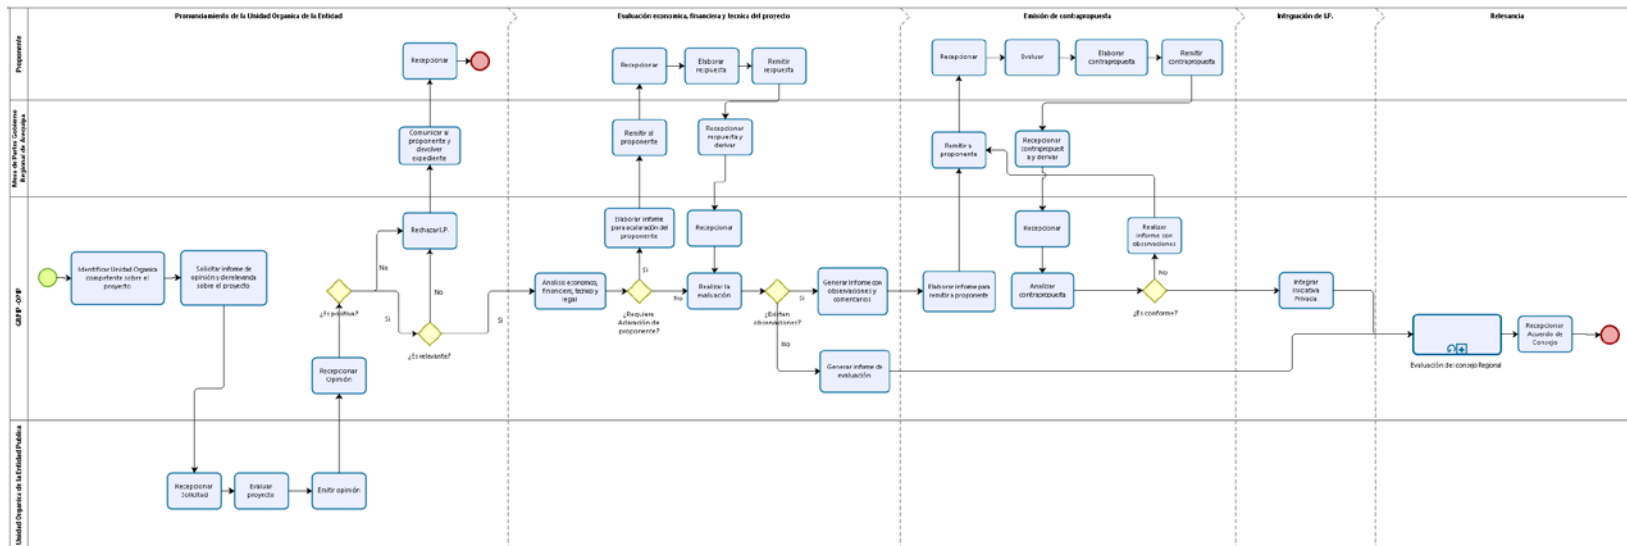 Pronunciamiento de la Unidad Organica de la Entidad
Evaluación economica, financiera y tecnica del proyecto
Emisión de contrapropuesta
Integración de I.P.
Relevancia
Proponente
Recepcionar
Recepcionar
Elaborar
respuesta
Remitir
respuesta
Recepcionar
Evaluar
Elaborar
contrapropuesta
Remitir
contrapropuesta
Mesa de Partes Gobierno
Regional de Arequipa
Comunicar al
proponente y
devolver
expediente
Remitir al
proponente
Recepcionar
respuesta y
derivar
Remitir a
proponente
Recepcionar
contrapropuest
a y derivar
Identificar Unidad Organica
competente sobre el
proyecto
Solicitar informe de
opinión y de relevancia
sobre el proyecto
¿Es positiva?
No
Si
Rechazar I.P.
No
¿Es relevante?
Si
Recepcionar
Opinión
Analisis economico,
financiero, tecnico y
legal
Elaborar informe
para acalaración del
proponente
Si
¿Requiere
Aclaración de
proponente?
No
Recepcionar
Realizar la
evaluación
¿Existen
observaciones?
Si
No
Generar informe con
observaciones y
comentarios
Generar informe de
evaluación
Elaborar informe para
remitir a proponente
Recepcionar
Analizar
contrapropuesta
Realizar
informe con
observaciones
No
¿Es conforme?
Integrar
Iniciativa
Privada
Evaluación del consejo Regional
Recepcionar
Acuerdo de
Consejo
Unidad Organica de la Entidad Publica
Recepcionar
Solicitud
Evaluar
proyecto
Emitir opinión